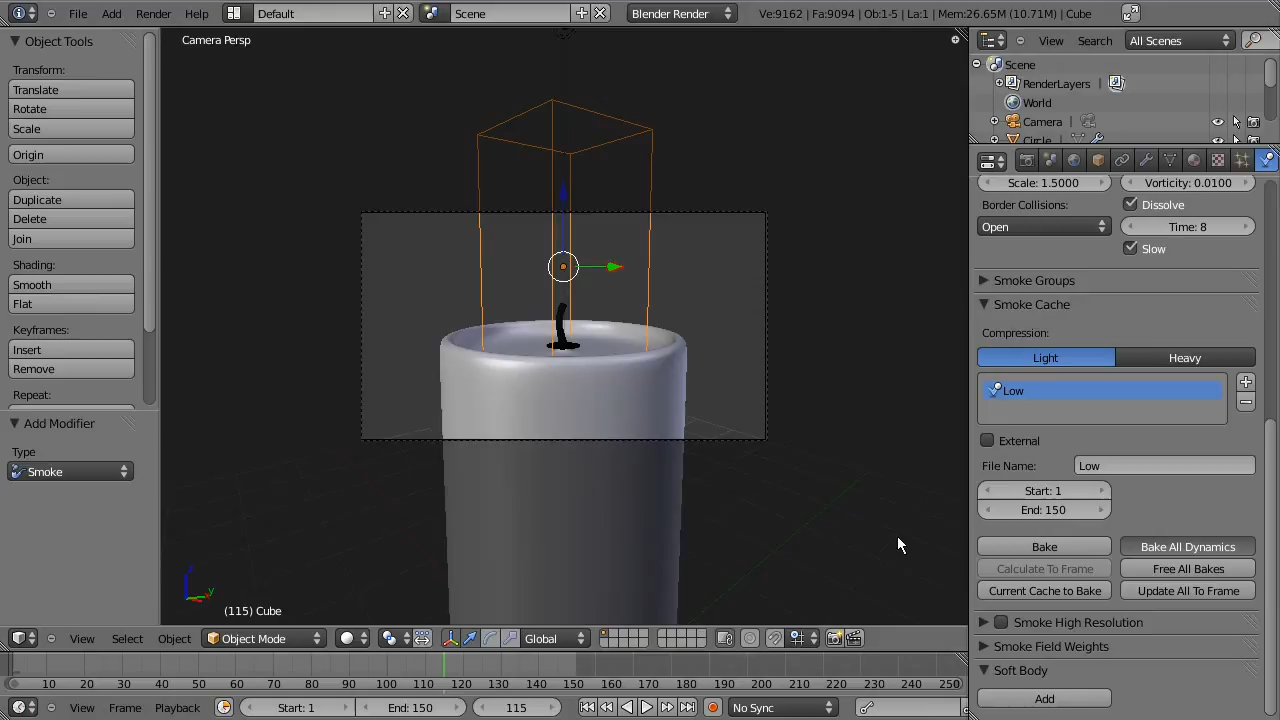 File Add Render Help Default Scene Blender Render Ve:9162 | Fa:9094 | Ob:1-5 | La:1 | Mem:26.65M (10.71M) | Cube
Object Tools
Transform:
Translate
Rotate
Scale
Origin
Object:
Duplicate
Delete
Join
Shading:
Smooth
Flat
Keyframes:
Insert
Remove
Repeat:
Add Modifier
Type
Smoke
Camera Persp
z
y
(115) Cube
View Search All Scenes
Scene
RenderLayers
World
Camera
Circle
Scale: 1.5000 Vorticity: 0.0100
Border Collisions: Dissolve
Open Time: 8
Slow
Smoke Groups
Smoke Cache
Compression:
Light Heavy
Low
External
File Name: Low
Start: 1
End: 150
Bake Bake All Dynamics
Calculate To Frame Free All Bakes
Current Cache to Bake Update All To Frame
Smoke High Resolution
Smoke Field Weights
Soft Body
Add
View Select Object Object Mode Global
10 20 30 40 50 60 70 80 90 100 110 120 130 140 150 160 170 180 190 200 210 220 230 240 250
View Frame Playback Start: 1 End: 150 115 No Sync